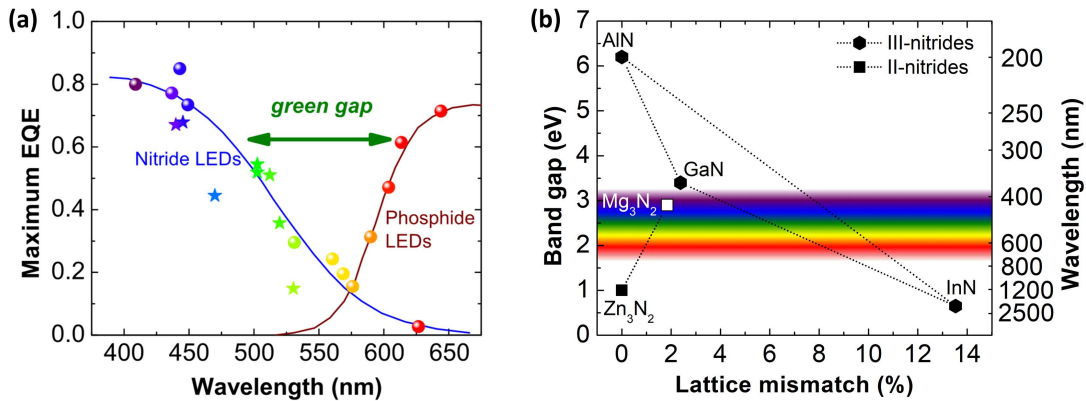 (a)
Maximum EQE
1.0
0.8
0.6
0.4
0.2
0.0
green gap
Nitride LEDs
Phosphide
LEDs
400
450
500
550
600
650
Wavelength (nm)
(b)
Band gap (eV)
7
6
5
4
3
2
1
0
AlN
III-nitrides
II-nitrides
GaN
Mg3N2
Zn3N2
InN
0
2
4
6
8
10
12
14
Lattice mismatch (%)
200
250
300
400
600
800
1200
2500
Wavelength (nm)